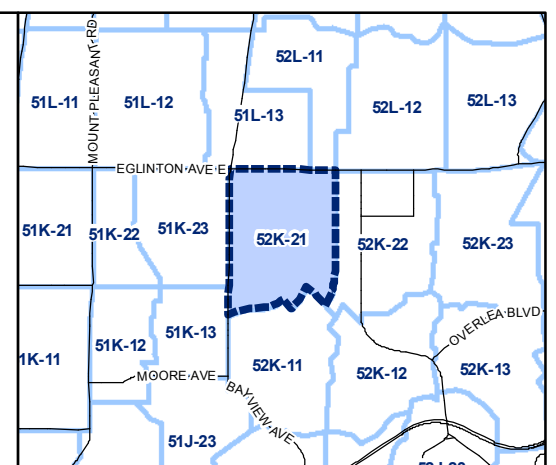 52L-11
51L-11
51L-12
51L-13
52L-12
52L-13
MOUNT PLEASANT RD
EGLINTON AVE E
51K-21
51K-22
51K-23
52K-21
52K-22
52K-23
OVERLEA BLVD
1K-11
51K-12
51K-13
52K-11
52K-12
52K-13
MOORE AVE
BAYVIEW AVE
51J-23